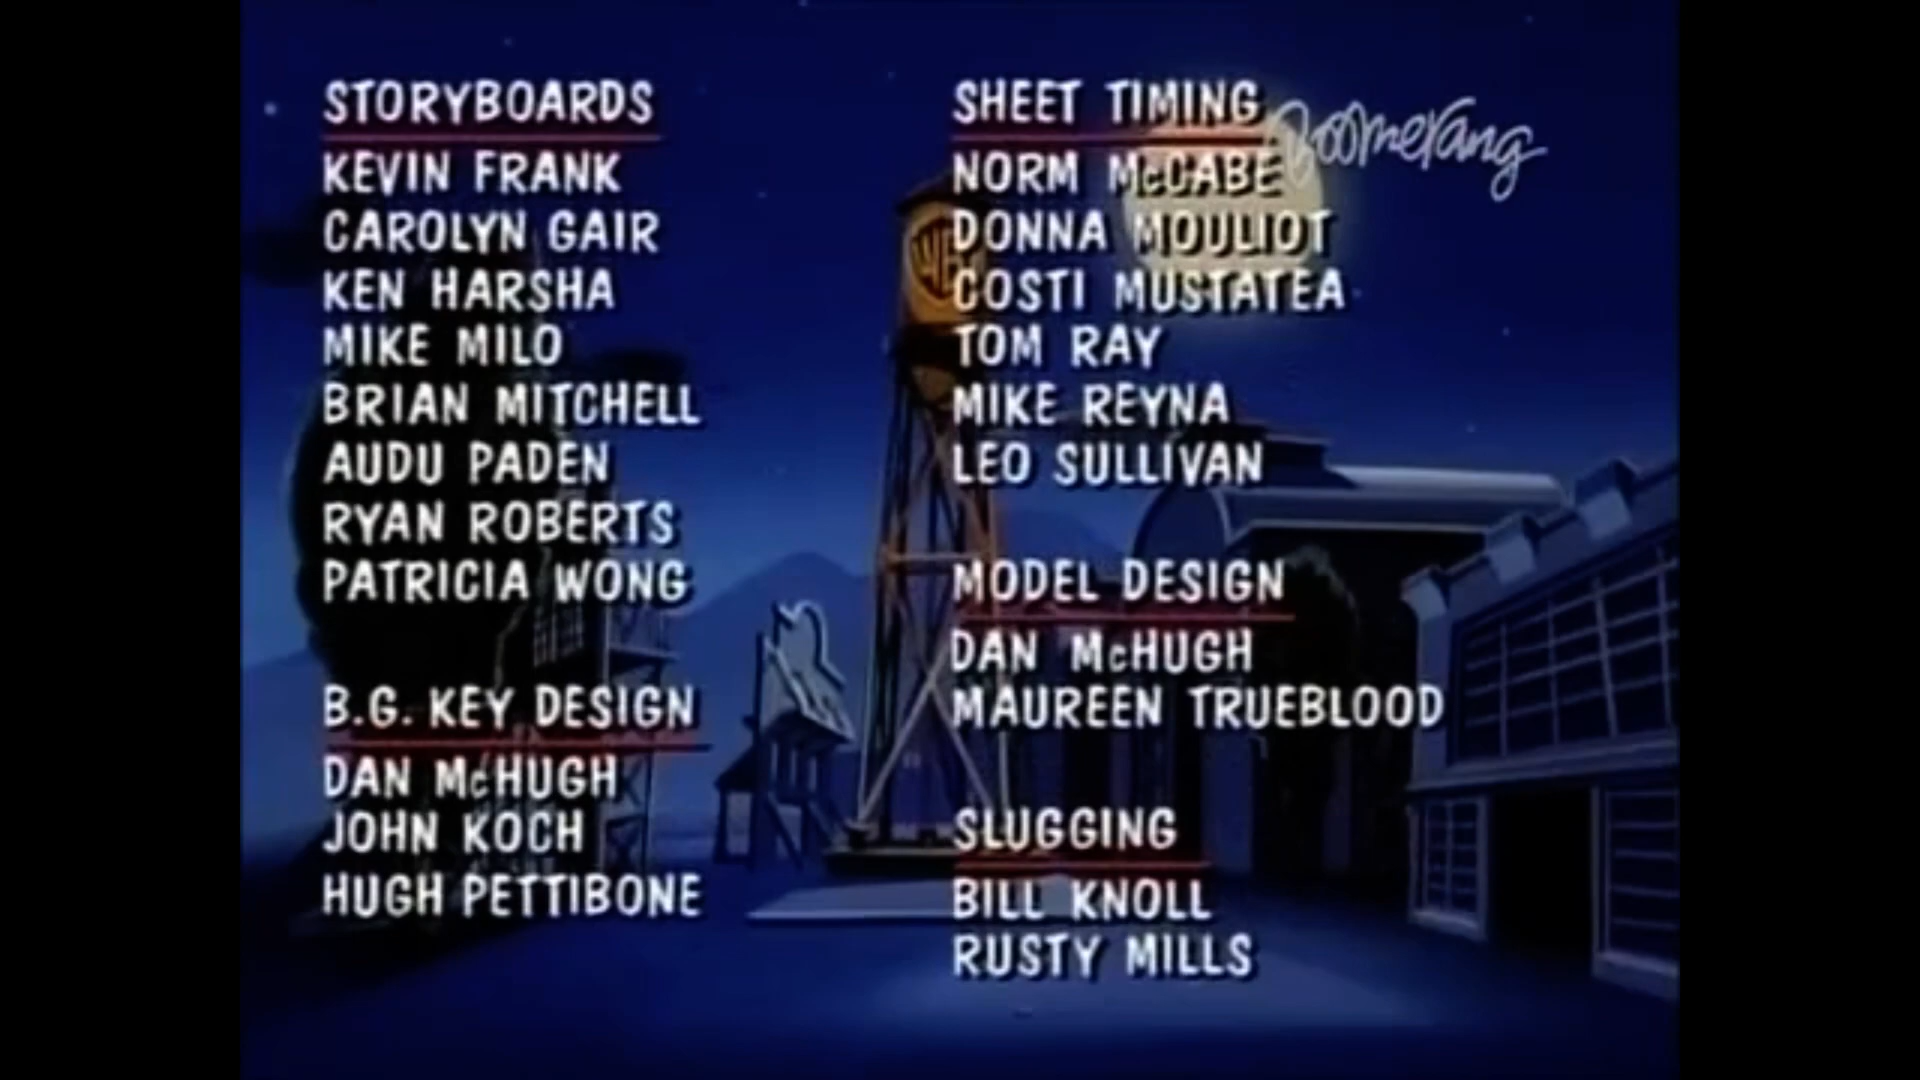 STORYBOARDS
KEVIN FRANK
CAROLYN GAIR
KEN HARSHA
MIKE MILO
BRIAN MITCHELL
AUDU PADEN
RYAN ROBERTS
PATRICIA WONG
B.G. KEY DESIGN
DAN McHUGH
JOHN KOCH
HUGH PETTIBONE
SHEET TIMING
NORM McCABE
DONNA MOULIOT
COSTI MUSTATEA
TOM RAY
MIKE REYNA
LEO SULLIVAN
MODEL DESIGN
DAN McHUGH
MAUREEN TRUEBLOOD
SLUGGING
BILL KNOLL
RUSTY MILLS
Boomerang
WB